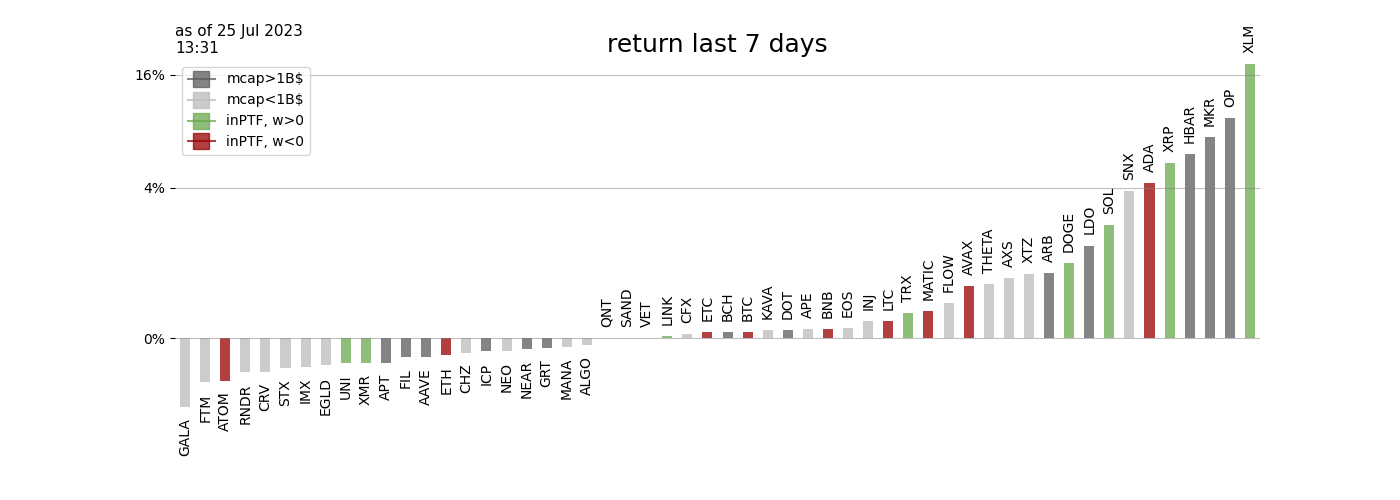 as of 25 Jul 2023
13:31
return last 7 days
mcap>1B$
mcap<1B$
inPTF, w>0
inPTF, w<0
16%
4%
0%
GALA
FTM
ATOM
RNDR
CRV
STX
IMX
EGLD
UNI
XMR
APT
FIL
AAVE
ETH
CHZ
ICP
NEO
NEAR
GRT
MANA
ALGO
QNT
SAND
VET
LINK
CFX
ETC
BCH
BTC
KAVA
DOT
APE
BNB
EOS
INJ
LTC
TRX
MATIC
FLOW
AVAX
THETA
AXS
XTZ
ARB
DOGE
LDO
SOL
SNX
ADA
XRP
HBAR
MKR
OP
XLM